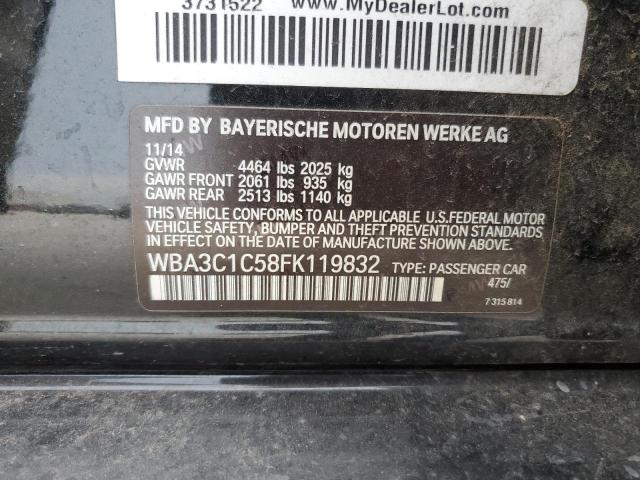 3731522 www.MyDealerLot.com
MFD BY BAYERISCHE MOTOREN WERKE AG
11/14
GVWR 4464 lbs 2025 kg
GAWR FRONT 2061 lbs 935 kg
GAWR REAR 2513 lbs 1140 kg
THIS VEHICLE CONFORMS TO ALL APPLICABLE U.S.FEDERAL MOTOR
VEHICLE SAFETY, BUMPER AND THEFT PREVENTION STANDARDS
IN EFFECT ON THE DATE OF MANUFACTURE SHOWN ABOVE.
WBA3C1C58FK119832 TYPE: PASSENGER CAR
475/
7315814